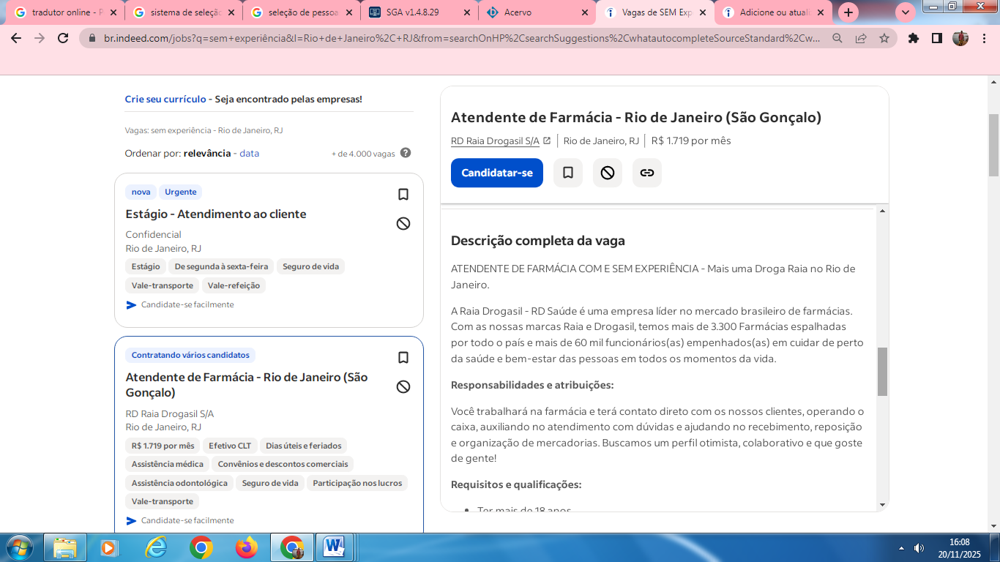 tradutor online - P
sistema de seleçã
seleção de pessoa
SGA v1.4.8.29
Acervo
Vagas de SEM Exp
Adicione ou atuali
br.indeed.com/jobs?q=sem+experiência&l=Rio+de+Janeiro%2C+RJ&from=searchOnHP%2CsearchSuggestions%2CwhatautocompleteSourceStandard%2Cw...
Crie seu currículo - Seja encontrado pelas empresas!
Vagas: sem experiência - Rio de Janeiro, RJ
Ordenar por: relevância - data
+ de 4.000 vagas
nova
Urgente
Estágio - Atendimento ao cliente
Confidencial
Rio de Janeiro, RJ
Estágio
De segunda à sexta-feira
Seguro de vida
Vale-transporte
Vale-refeição
Candidate-se facilmente
Contratando vários candidatos
Atendente de Farmácia - Rio de Janeiro (São
Gonçalo)
RD Raia Drogasil S/A
Rio de Janeiro, RJ
R$ 1.719 por mês
Efetivo CLT
Dias úteis e feriados
Assistência médica
Convênios e descontos comerciais
Assistência odontológica
Seguro de vida
Participação nos lucros
Vale-transporte
Candidate-se facilmente
Atendente de Farmácia - Rio de Janeiro (São Gonçalo)
RD Raia Drogasil S/A
Rio de Janeiro, RJ
R$ 1.719 por mês
Candidatar-se
Descrição completa da vaga
ATENDENTE DE FARMÁCIA COM E SEM EXPERIÊNCIA - Mais uma Droga Raia no Rio de
Janeiro.
A Raia Drogasil - RD Saúde é uma empresa líder no mercado brasileiro de farmácias.
Com as nossas marcas Raia e Drogasil, temos mais de 3.300 Farmácias espalhadas
por todo o país e mais de 60 mil funcionários(as) empenhados(as) em cuidar de perto
da saúde e bem-estar das pessoas em todos os momentos da vida.
Responsabilidades e atribuições:
Você trabalhará na farmácia e terá contato direto com os nossos clientes, operando o
caixa, auxiliando no atendimento com dúvidas e ajudando no recebimento, reposição
e organização de mercadorias. Buscamos um perfil otimista, colaborativo e que goste
de gente!
Requisitos e qualificações:
Ter mais de 18 anos
16:08
20/11/2025